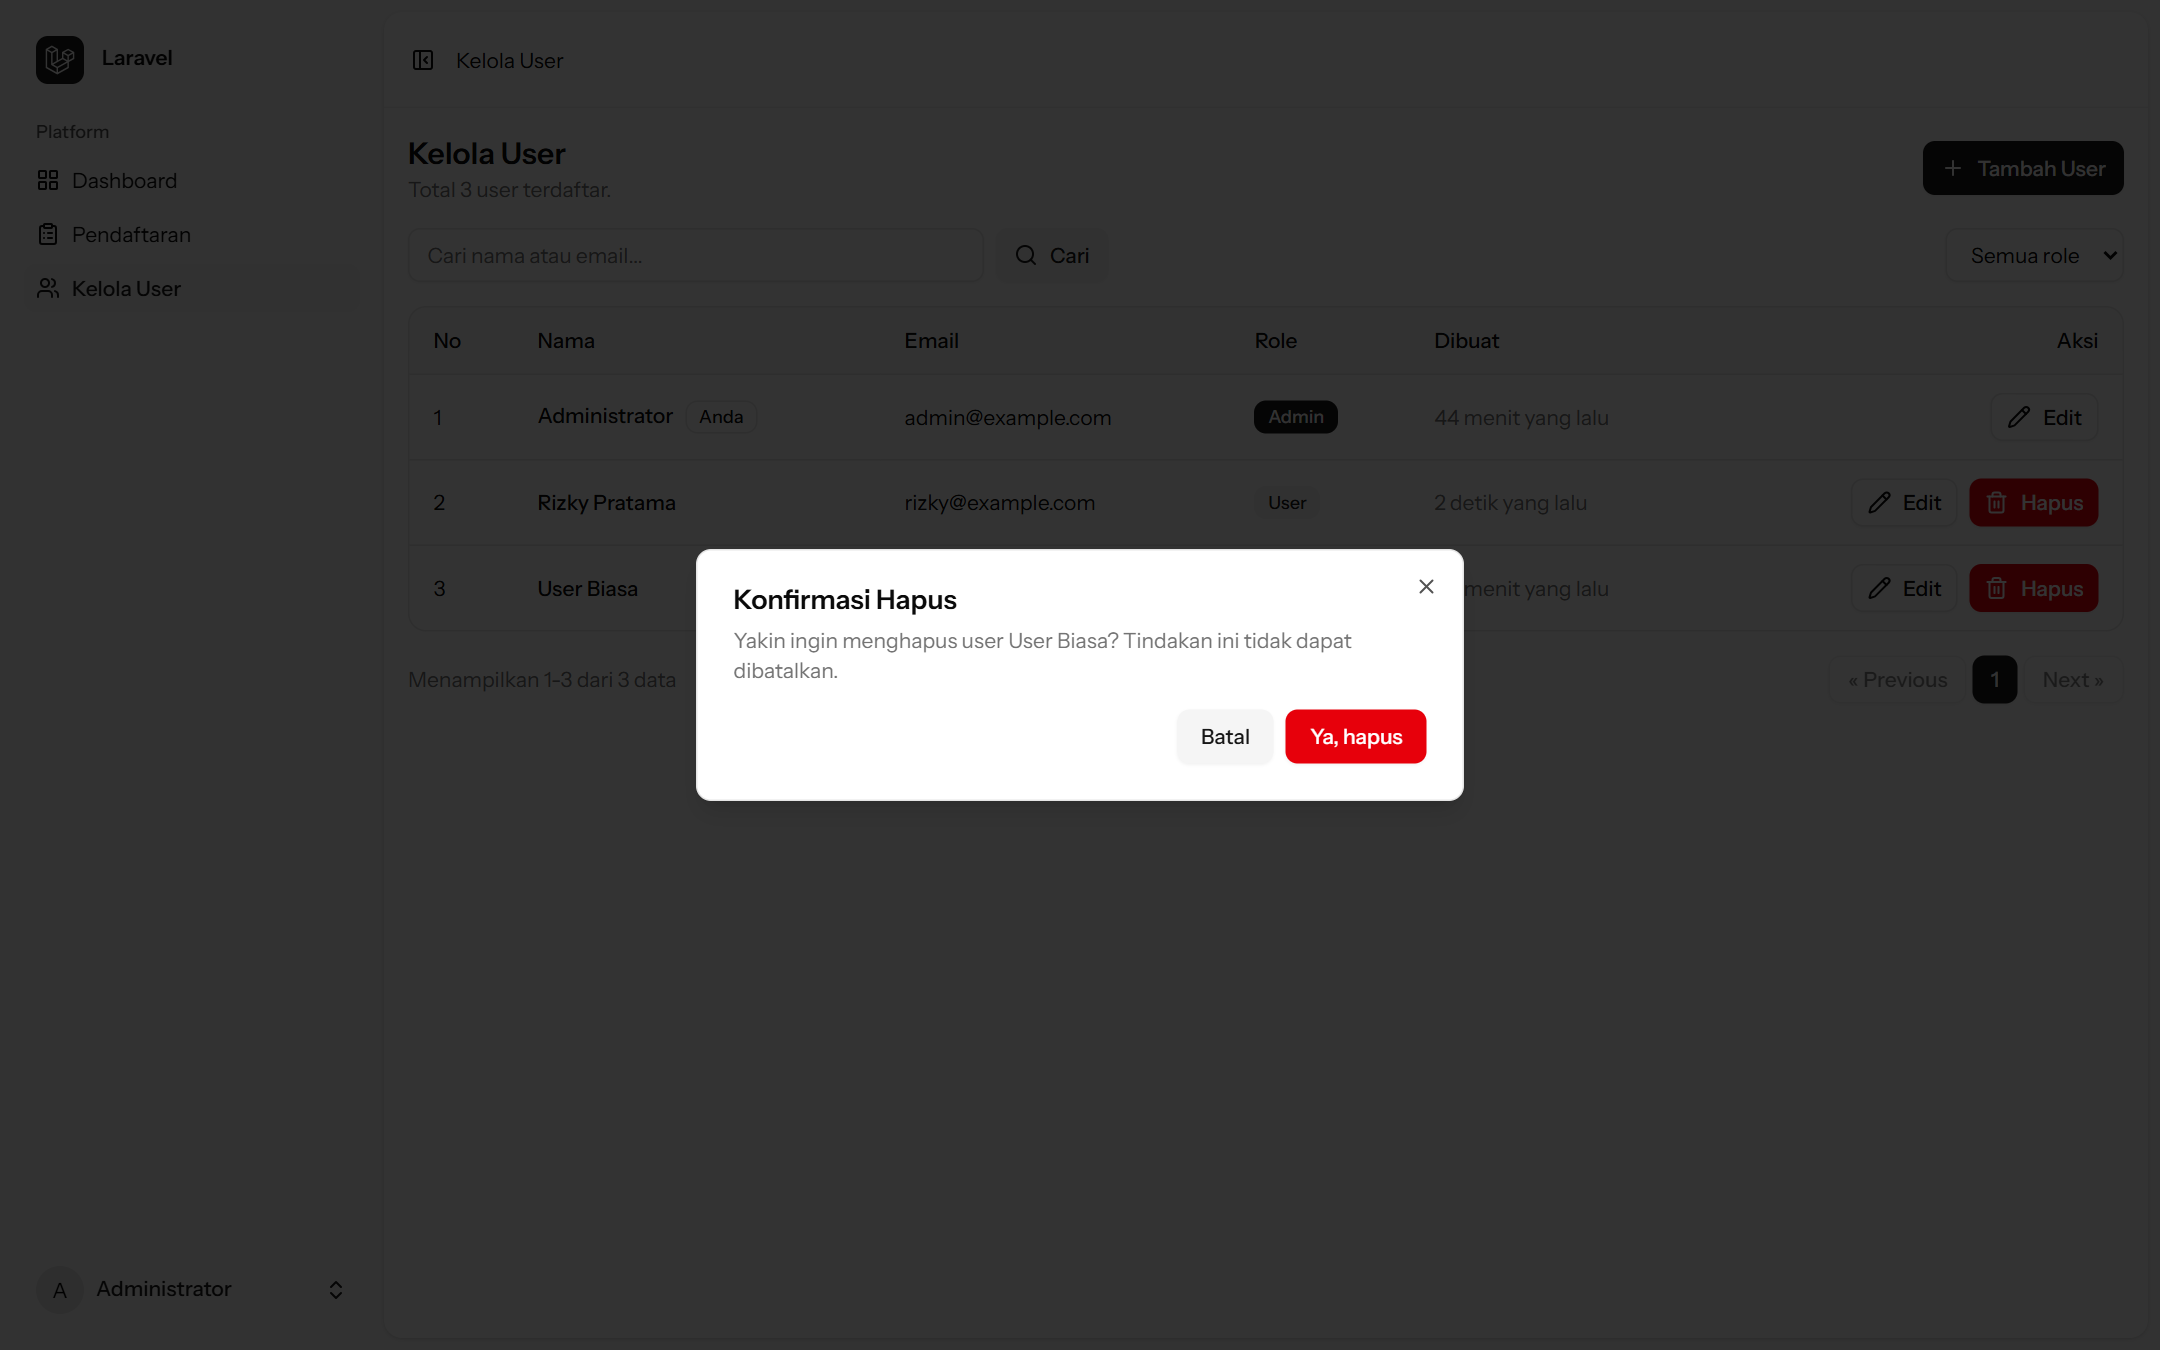 Laravel
Kelola User
Platform
Dashboard
Pendaftaran
Kelola User
Kelola User
Total 3 user terdaftar.
+ Tambah User
Cari nama atau email...
Cari
Semua role
No Nama Email Role Dibuat Aksi
1 Administrator Anda admin@example.com Admin 44 menit yang lalu Edit
2 Rizky Pratama rizky@example.com User 2 detik yang lalu Edit Hapus
3 User Biasa menit yang lalu Edit Hapus
Konfirmasi Hapus
Yakin ingin menghapus user User Biasa? Tindakan ini tidak dapat
dibatalkan.
Batal Ya, hapus
Menampilkan 1-3 dari 3 data
« Previous 1 Next »
A Administrator